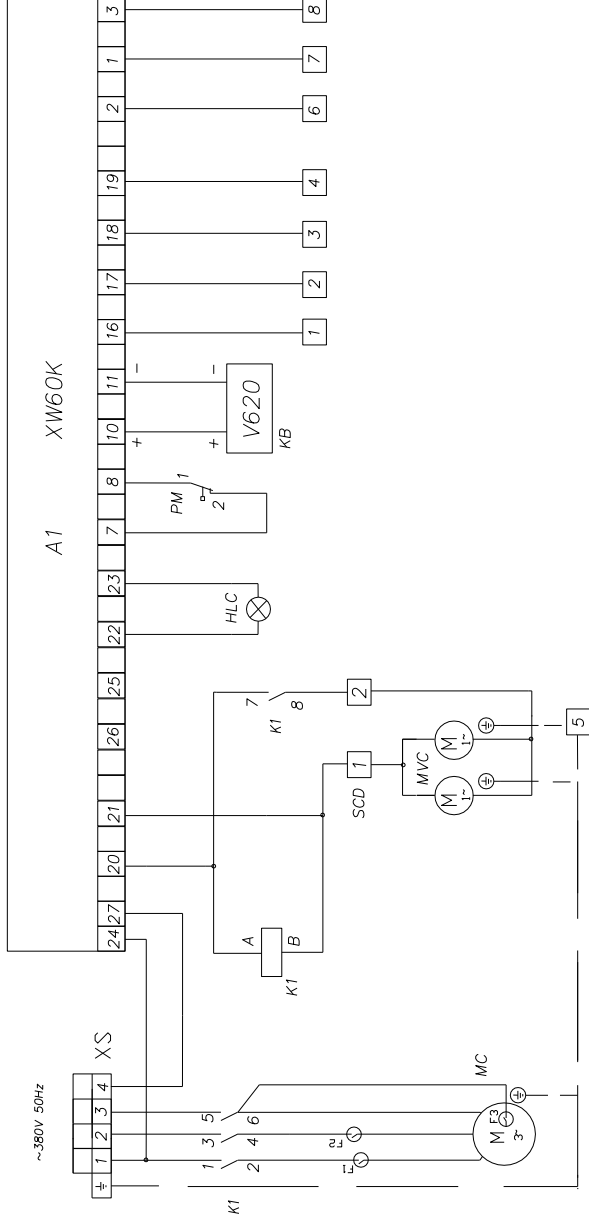 ~380V 50Hz
A1 XW60K
1 2 3 4 XS
24 27 20 21 26 25 22 23 7 8 10 11 16 17 18 19 2 1 3
+ −
PM 1
2
1 3 5
+ −
K1 2 4 6
A
HLC
V620
7
K1
8
KB
K1
B
1 2 3 4 6 7 8
F2
F1
SCD 1 2
MVC
M M
1~ 1~
MC
F3
M
3~
5